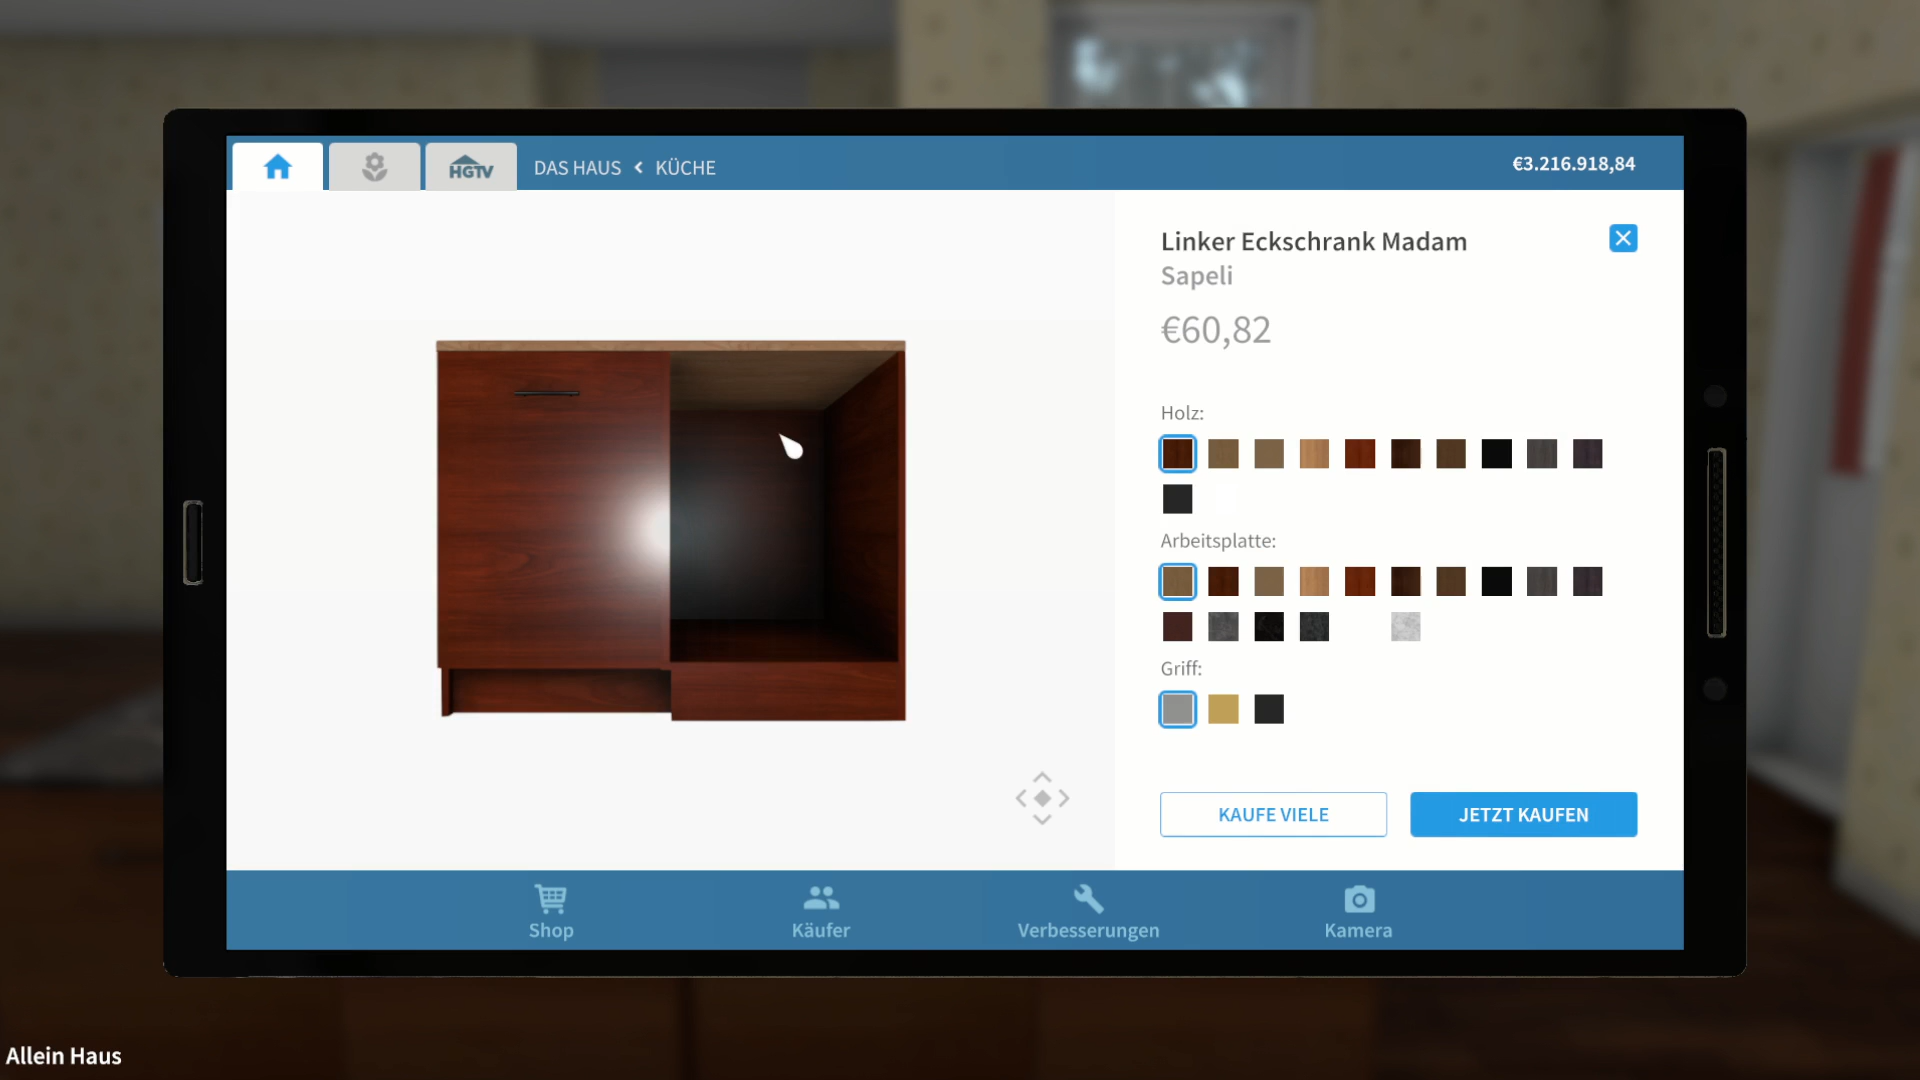 HGTV
DAS HAUS < KÜCHE
€3.216.918,84
Linker Eckschrank Madam
Sapeli
€60,82
Holz:
Arbeitsplatte:
Griff:
KAUFE VIELE
JETZT KAUFEN
Shop
Käufer
Verbesserungen
Kamera
Allein Haus